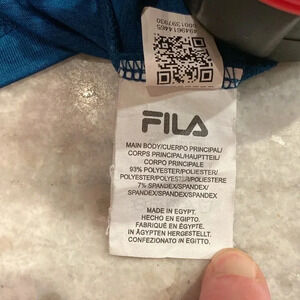 FILA
MAIN BODY/CUERPO PRINCIPAL/
CORPS PRINCIPAL/HAUPTTEIL/
CORPO PRINCIPALE
93% POLYESTER/POLIESTER/
POLYESTER/POLYESTER/POLIESTERE
7% SPANDEX/SPANDEX/
SPANDEX/SPANDEX/SPANDEX
MADE IN EGYPT.
HECHO EN EGIPTO.
FABRIQUÉ EN ÉGYPTE.
IN ÄGYPTEN HERGESTELLT.
CONFEZIONATO IN EGITTO.